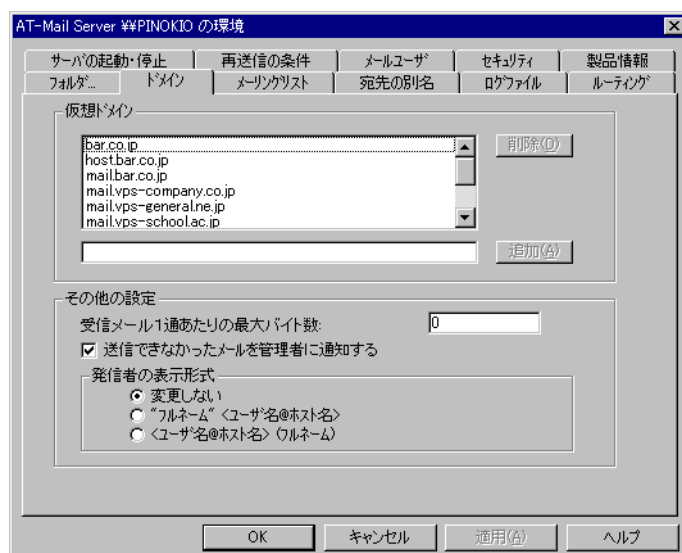 AT-Mail Server ¥¥PINOKIO の環境
サーバの起動・停止 再送信の条件 メールユーザ セキュリティ 製品情報
フォルダ... ドメイン メーリングリスト 宛先の別名 ログファイル ルーティング
仮想ドメイン
bar.co.jp
host.bar.co.jp
mail.bar.co.jp
mail.vps-company.co.jp
mail.vps-general.ne.jp
mail.vps-school.ac.jp
削除(D)
追加(A)
その他の設定
受信メール1通あたりの最大バイト数: 0
送信できなかったメールを管理者に通知する
発信者の表示形式
変更しない
"フルネーム" <ユーザ名@ホスト名>
<ユーザ名@ホスト名> (フルネーム)
OK キャンセル 適用(A) ヘルプ